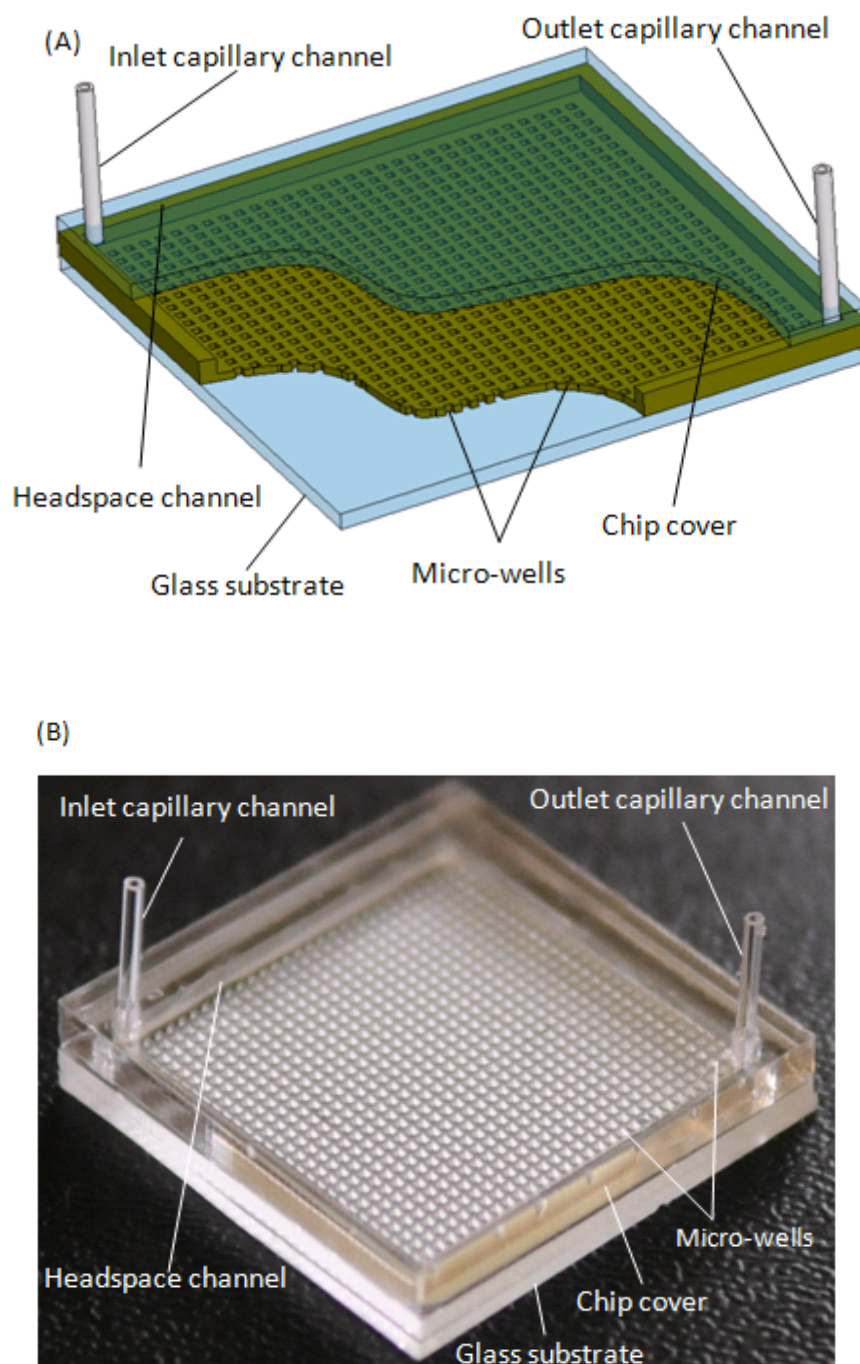 (A)
Inlet capillary channel
Outlet capillary channel
Headspace channel
Glass substrate
Micro-wells
Chip cover
(B)
Inlet capillary channel
Outlet capillary channel
Headspace channel
Micro-wells
Chip cover
Glass substrate